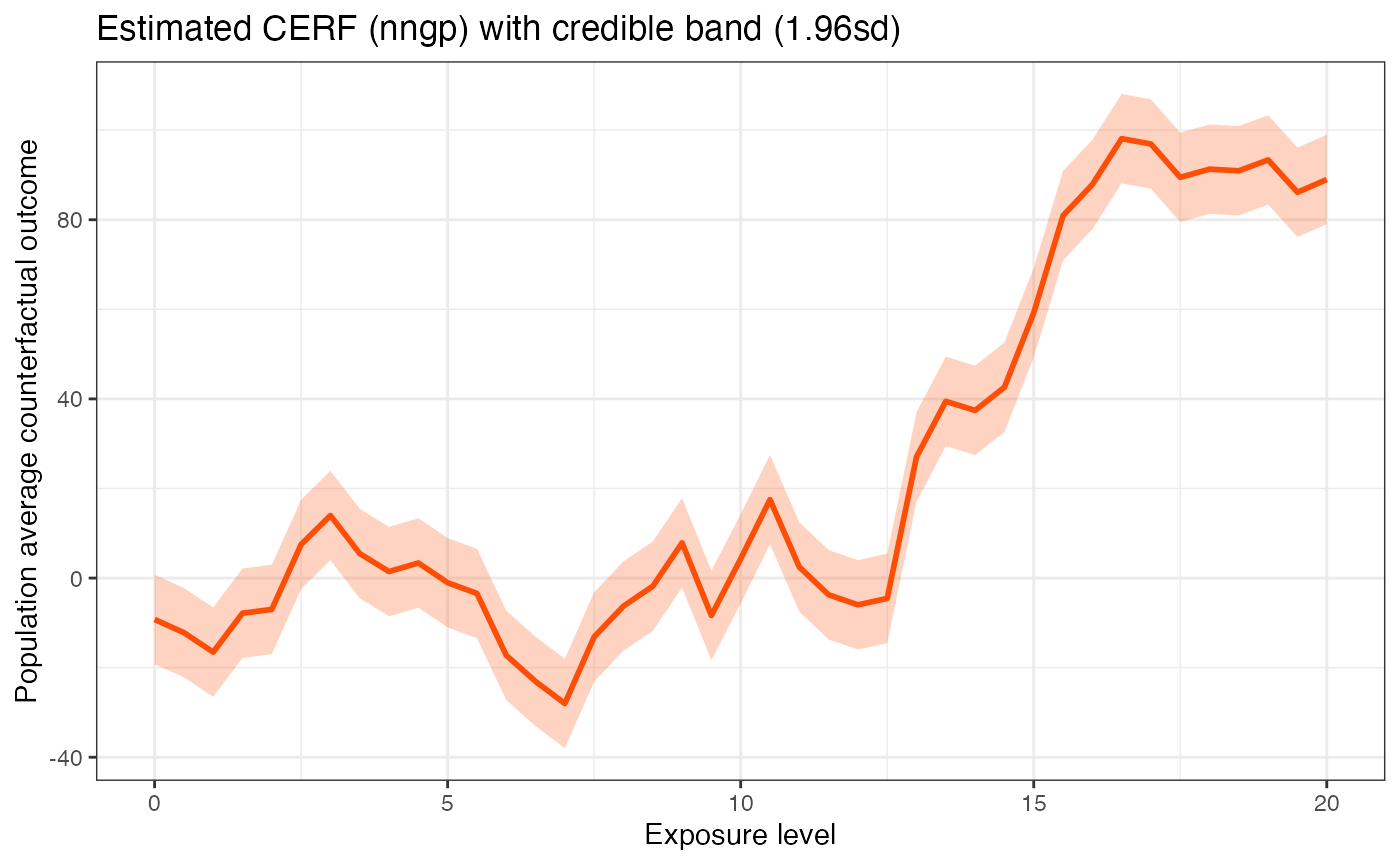 Estimated CERF (nngp) with credible band (1.96sd)
Population average counterfactual outcome
80
40
0
-40
0 5 10 15 20
Exposure level